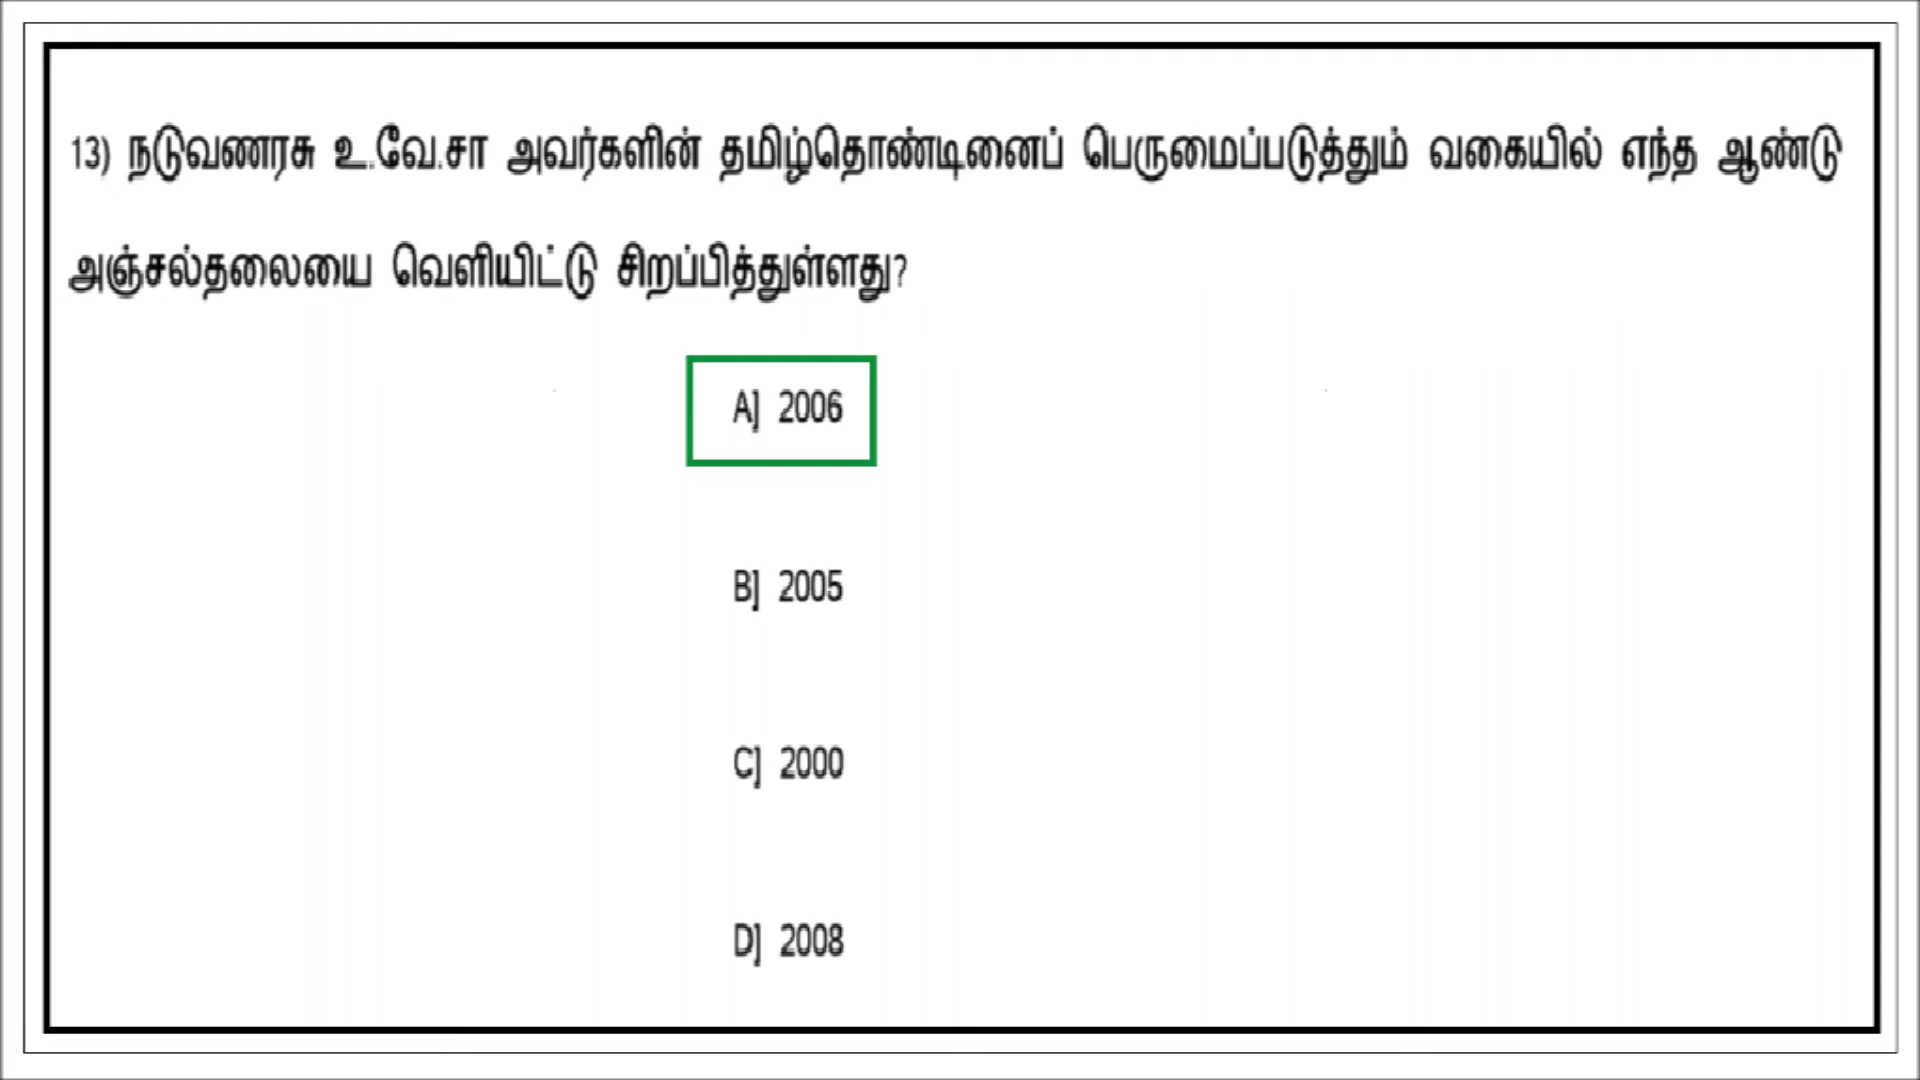 13) நடுவணரசு உ.வே.சா அவர்களின் தமிழ்தொண்டினைப் பெருமைப்படுத்தும் வகையில் எந்த ஆண்டு
அஞ்சல்தலையை வெளியிட்டு சிறப்பித்துள்ளது?
A] 2006
B] 2005
C] 2000
D] 2008